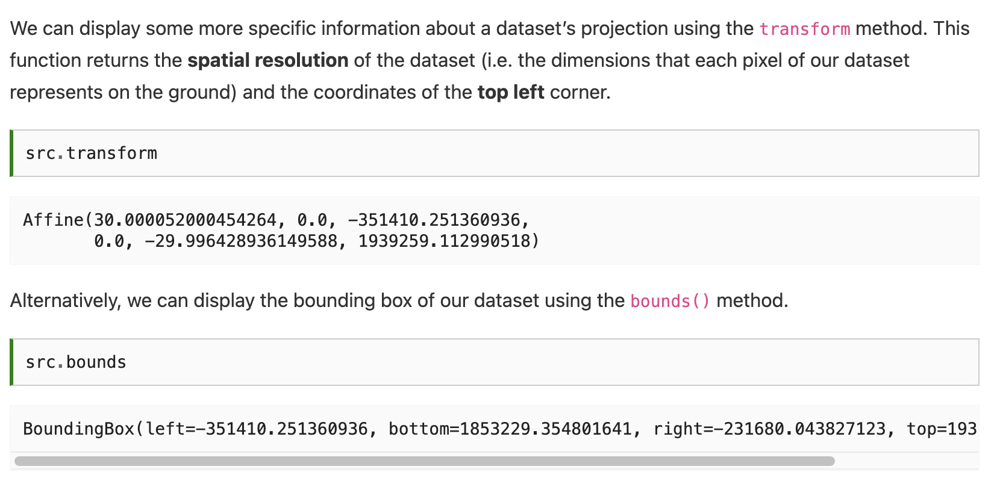 We can display some more specific information about a dataset’s projection using the transform method. This
function returns the spatial resolution of the dataset (i.e. the dimensions that each pixel of our dataset
represents on the ground) and the coordinates of the top left corner.
src.transform
Affine(30.000052000454264, 0.0, -351410.251360936,
       0.0, -29.996428936149588, 1939259.112990518)
Alternatively, we can display the bounding box of our dataset using the bounds() method.
src.bounds
BoundingBox(left=-351410.251360936, bottom=1853229.354801641, right=-231680.043827123, top=193